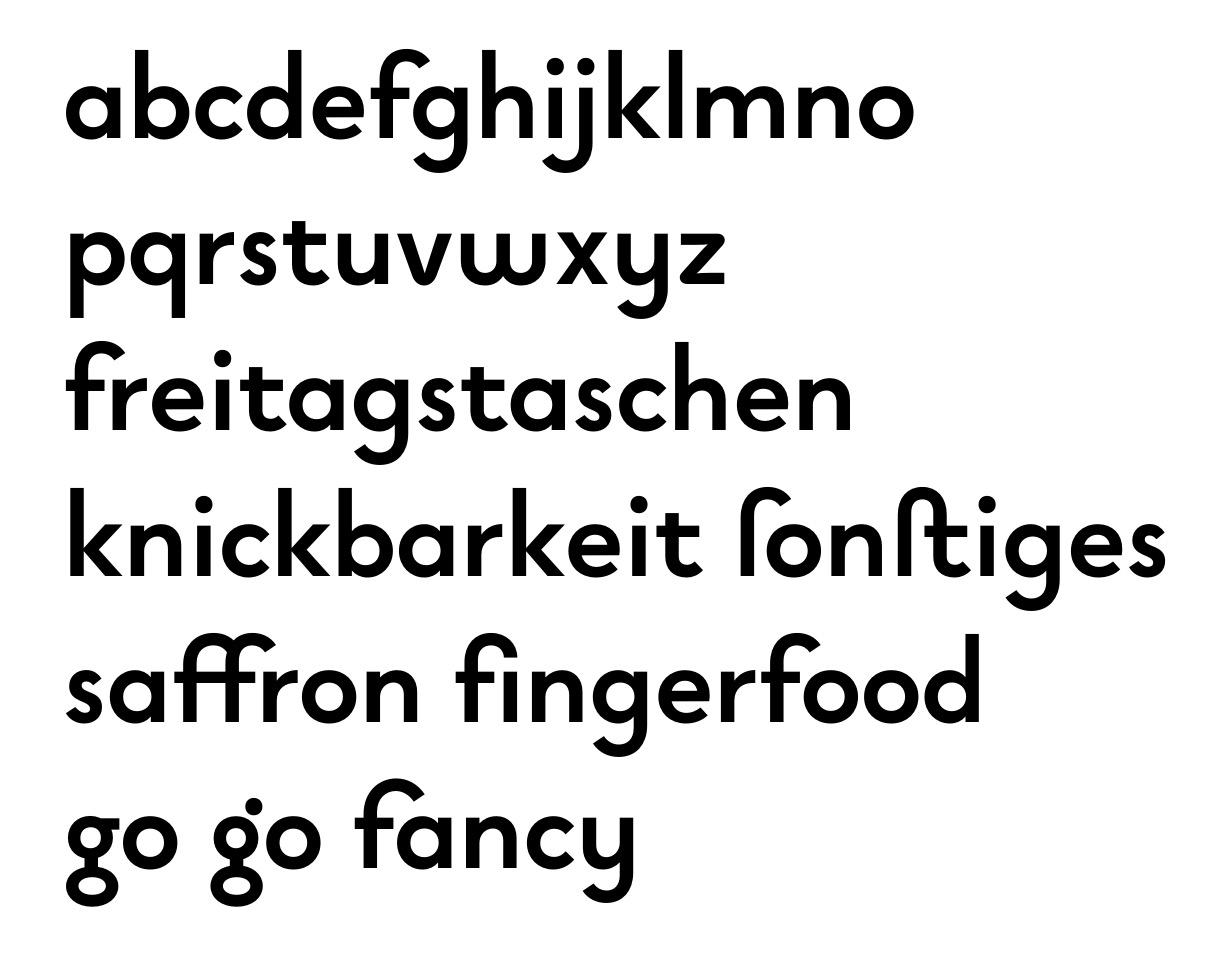 abcdefghijklmno
pqrstuvwxyz
freitagstaschen
knickbarkeit ſonſtiges
saffron fingerfood
go go fancy